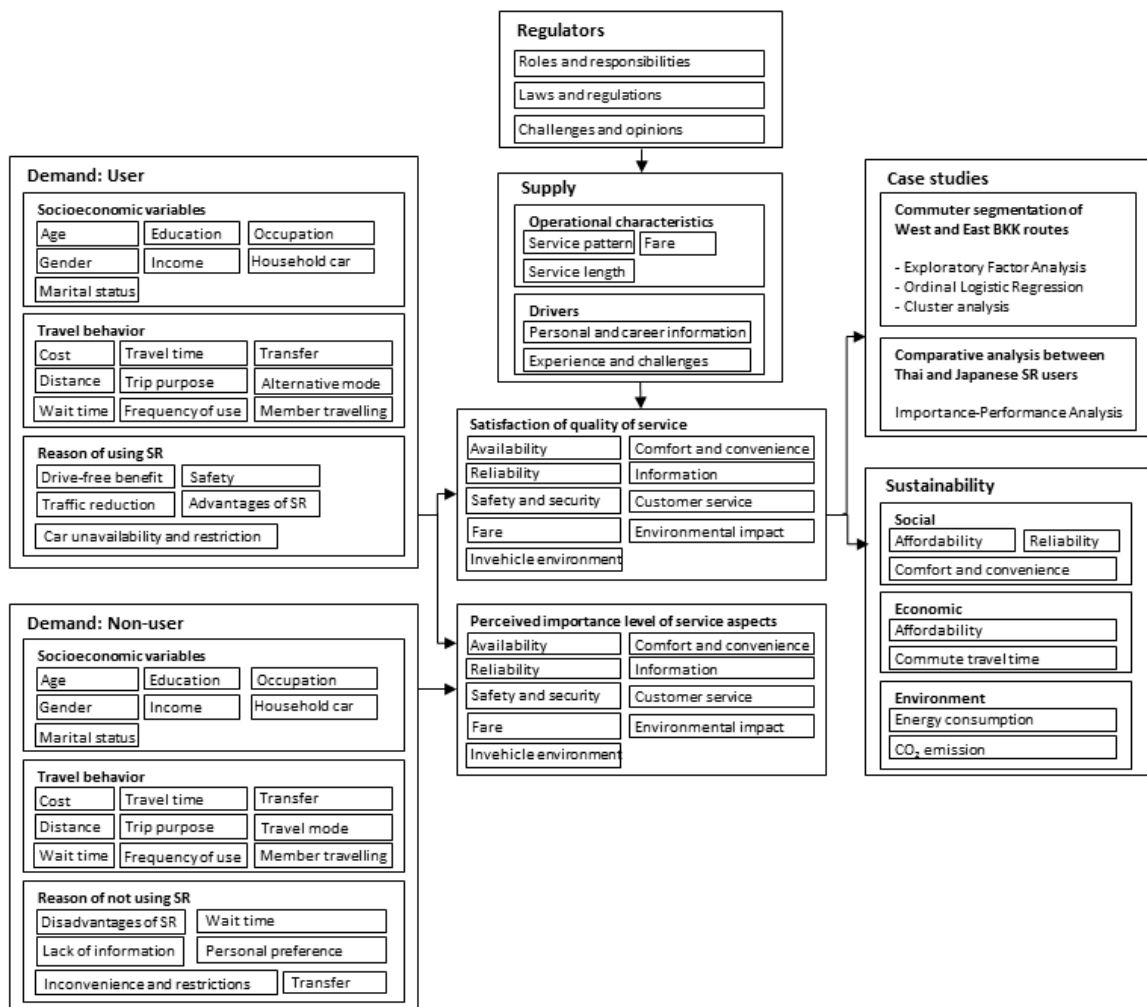 Regulators
Roles and responsibilities
Laws and regulations
Challenges and opinions
Demand: User
Socioeconomic variables
Age
Education
Occupation
Gender
Income
Household car
Marital status
Travel behavior
Cost
Travel time
Transfer
Distance
Trip purpose
Alternative mode
Wait time
Frequency of use
Member travelling
Reason of using SR
Drive-free benefit
Safety
Traffic reduction
Advantages of SR
Car unavailability and restriction
Demand: Non-user
Socioeconomic variables
Age
Education
Occupation
Gender
Income
Household car
Marital status
Travel behavior
Cost
Travel time
Transfer
Distance
Trip purpose
Travel mode
Wait time
Frequency of use
Member travelling
Reason of not using SR
Disadvantages of SR
Wait time
Lack of information
Personal preference
Inconvenience and restrictions
Transfer
Supply
Operational characteristics
Service pattern
Fare
Service length
Drivers
Personal and career information
Experience and challenges
Satisfaction of quality of service
Availability
Comfort and convenience
Reliability
Information
Safety and security
Customer service
Fare
Environmental impact
Invehicle environment
Perceived importance level of service aspects
Availability
Comfort and convenience
Reliability
Information
Safety and security
Customer service
Fare
Environmental impact
Invehicle environment
Case studies
Commuter segmentation of
West and East BKK routes
- Exploratory Factor Analysis
- Ordinal Logistic Regression
- Cluster analysis
Comparative analysis between
Thai and Japanese SR users
Importance-Performance Analysis
Sustainability
Social
Affordability
Reliability
Comfort and convenience
Economic
Affordability
Commute travel time
Environment
Energy consumption
CO₂ emission